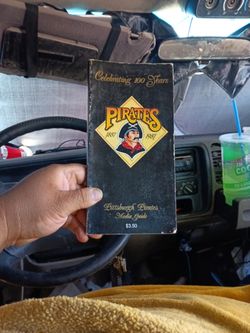 Celebrating 100 Years
PIRATES
1887 1987
Pittsburgh Pirates
Media Guide
$3.50